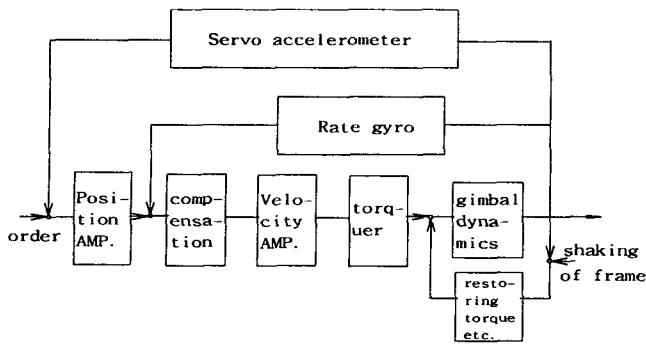 Servo accelerometer
Rate gyro
Posi-
tion
AMP.
comp-
ensa-
tion
Velo-
city
AMP.
torq-
uer
gimbal
dyna-
mics
order
shaking
of frame
resto-
ring
torque
etc.